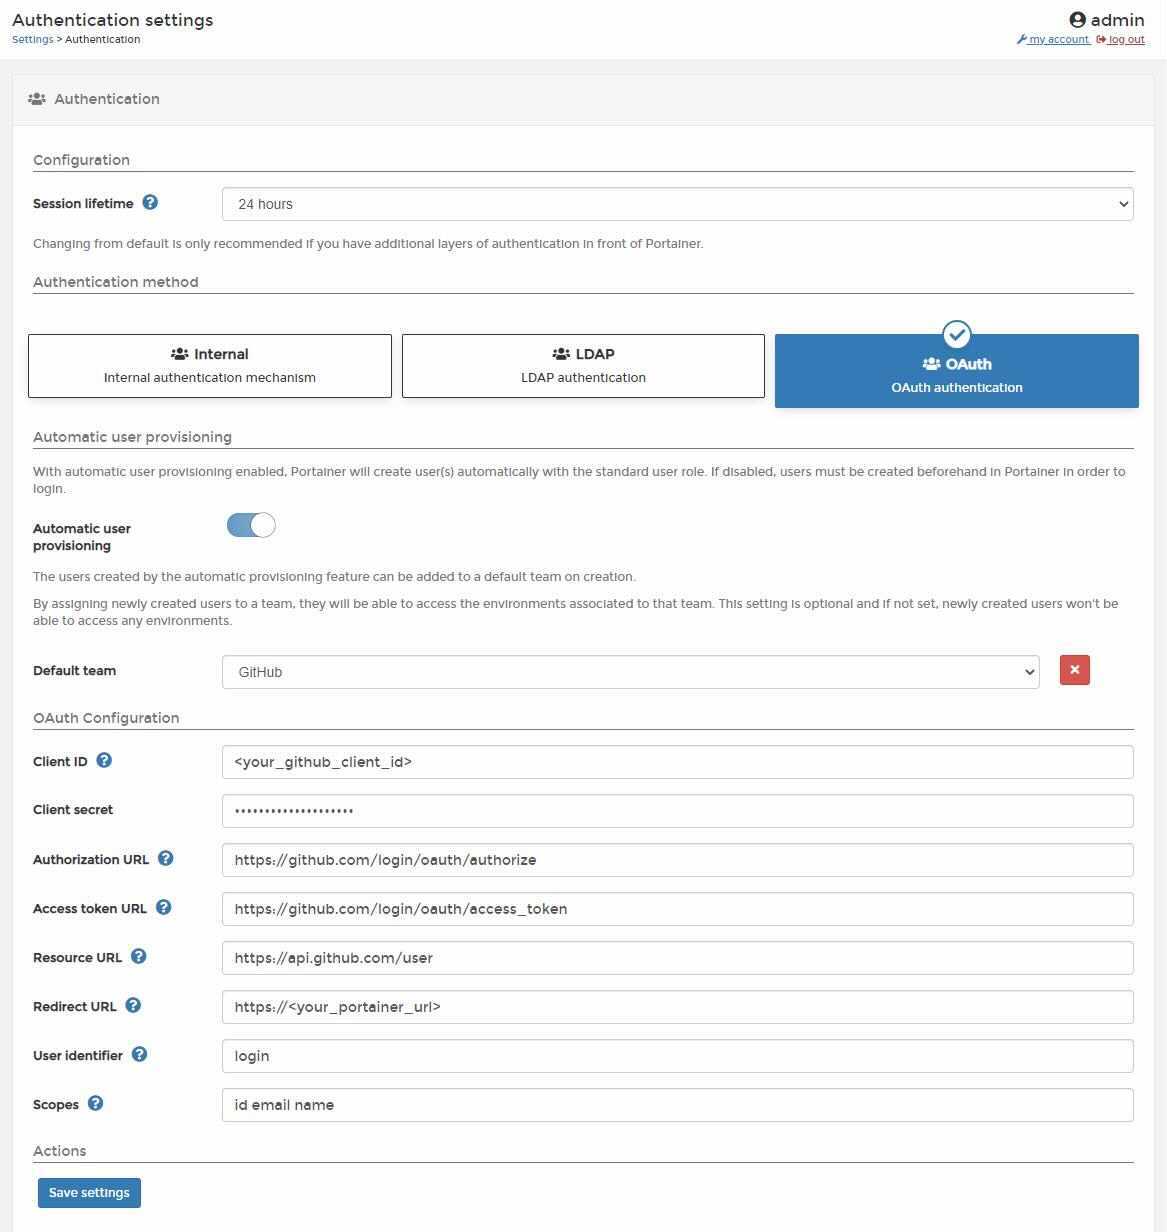 Authentication settings
admin
Settings > Authentication
my account log out
Authentication
Configuration
Session lifetime ?
24 hours
Changing from default is only recommended if you have additional layers of authentication in front of Portainer.
Authentication method
Internal
Internal authentication mechanism
LDAP
LDAP authentication
OAuth
OAuth authentication
Automatic user provisioning
With automatic user provisioning enabled, Portainer will create user(s) automatically with the standard user role. If disabled, users must be created beforehand in Portainer in order to
login.
Automatic user
provisioning
The users created by the automatic provisioning feature can be added to a default team on creation.
By assigning newly created users to a team, they will be able to access the environments associated to that team. This setting is optional and if not set, newly created users won't be
able to access any environments.
Default team
GitHub
OAuth Configuration
Client ID ?
<your_github_client_id>
Client secret
••••••••••••••••••••
Authorization URL ?
https://github.com/login/oauth/authorize
Access token URL ?
https://github.com/login/oauth/access_token
Resource URL ?
https://api.github.com/user
Redirect URL ?
https://<your_portainer_url>
User identifier ?
login
Scopes ?
id email name
Actions
Save settings